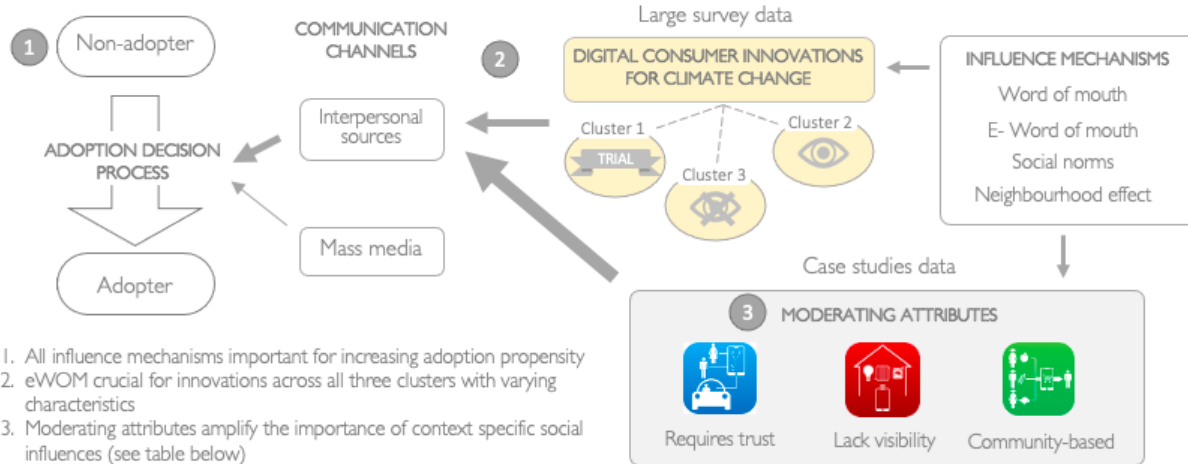 1
Non-adopter
ADOPTION DECISION
PROCESS
Adopter
COMMUNICATION
CHANNELS
Interpersonal
sources
Mass media
2
Large survey data
DIGITAL CONSUMER INNOVATIONS
FOR CLIMATE CHANGE
Cluster 1
TRIAL
Cluster 2
Cluster 3
INFLUENCE MECHANISMS
Word of mouth
E- Word of mouth
Social norms
Neighbourhood effect
Case studies data
3
MODERATING ATTRIBUTES
Requires trust
Lack visibility
Community-based
1. All influence mechanisms important for increasing adoption propensity
2. eWOM crucial for innovations across all three clusters with varying
characteristics
3. Moderating attributes amplify the importance of context specific social
influences (see table below)